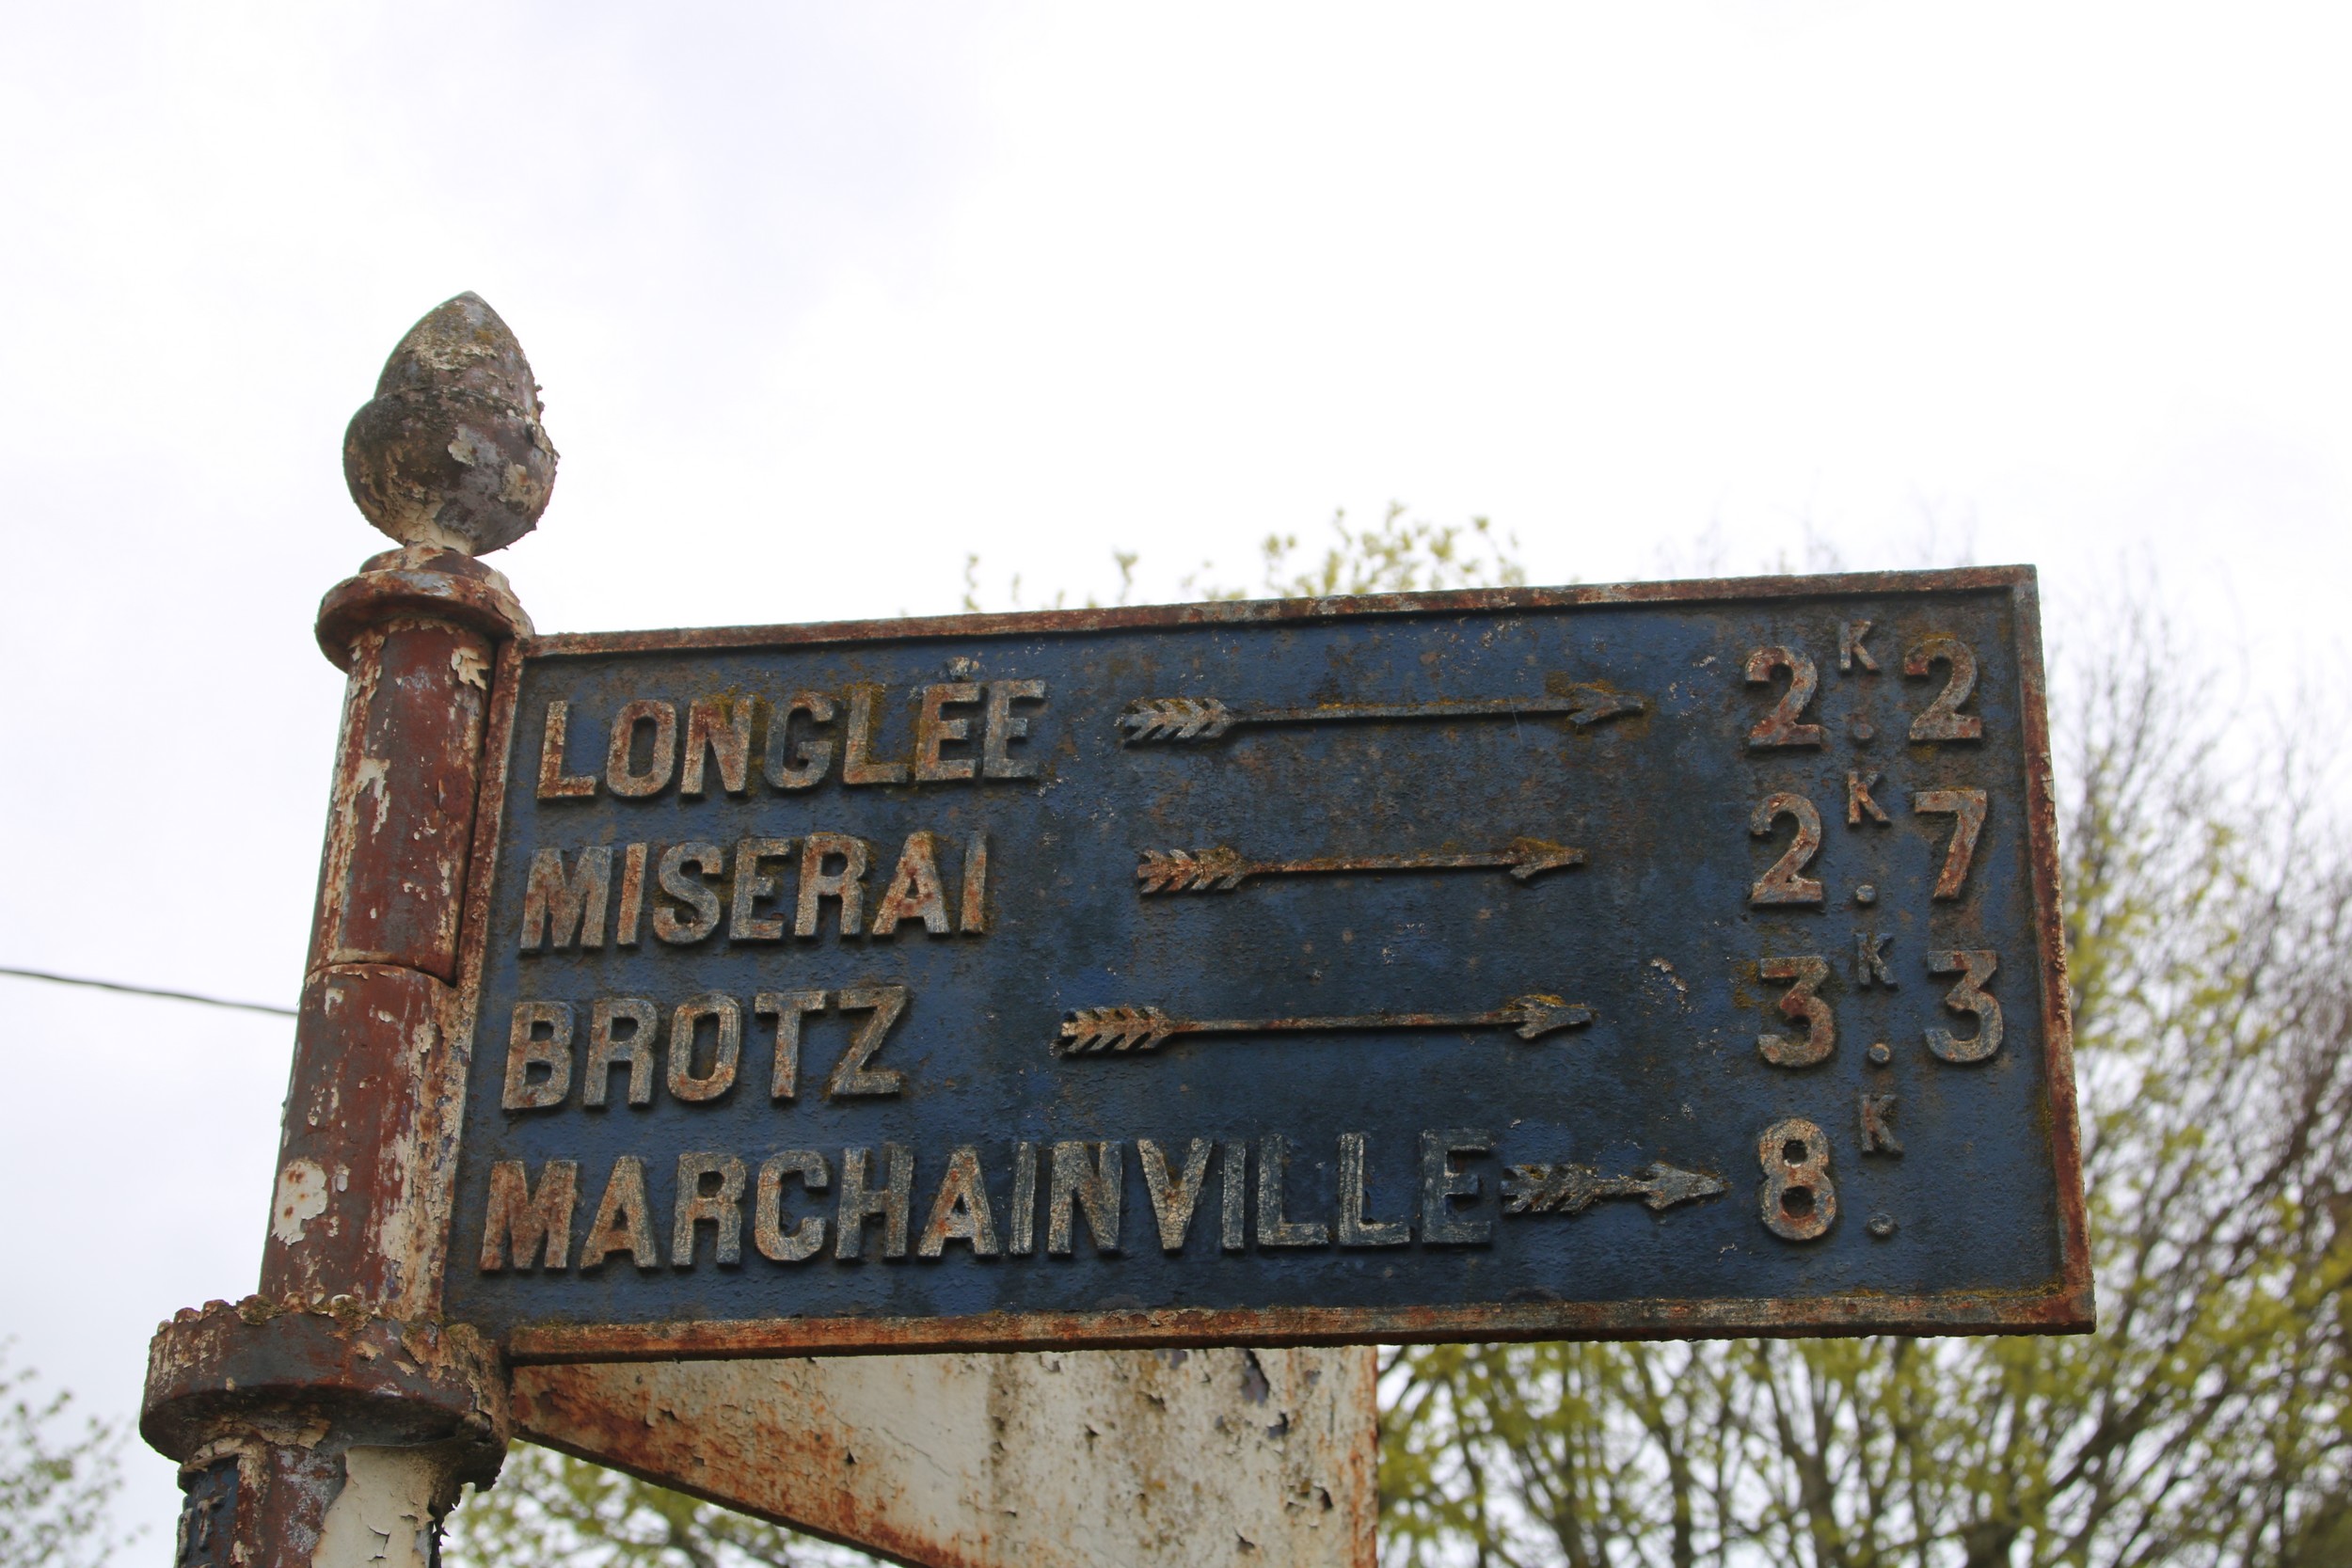 LONGLÉE 2K.2
MISERAI 2K.7
BROTZ 3K.3
MARCHAINVILLE 8K.